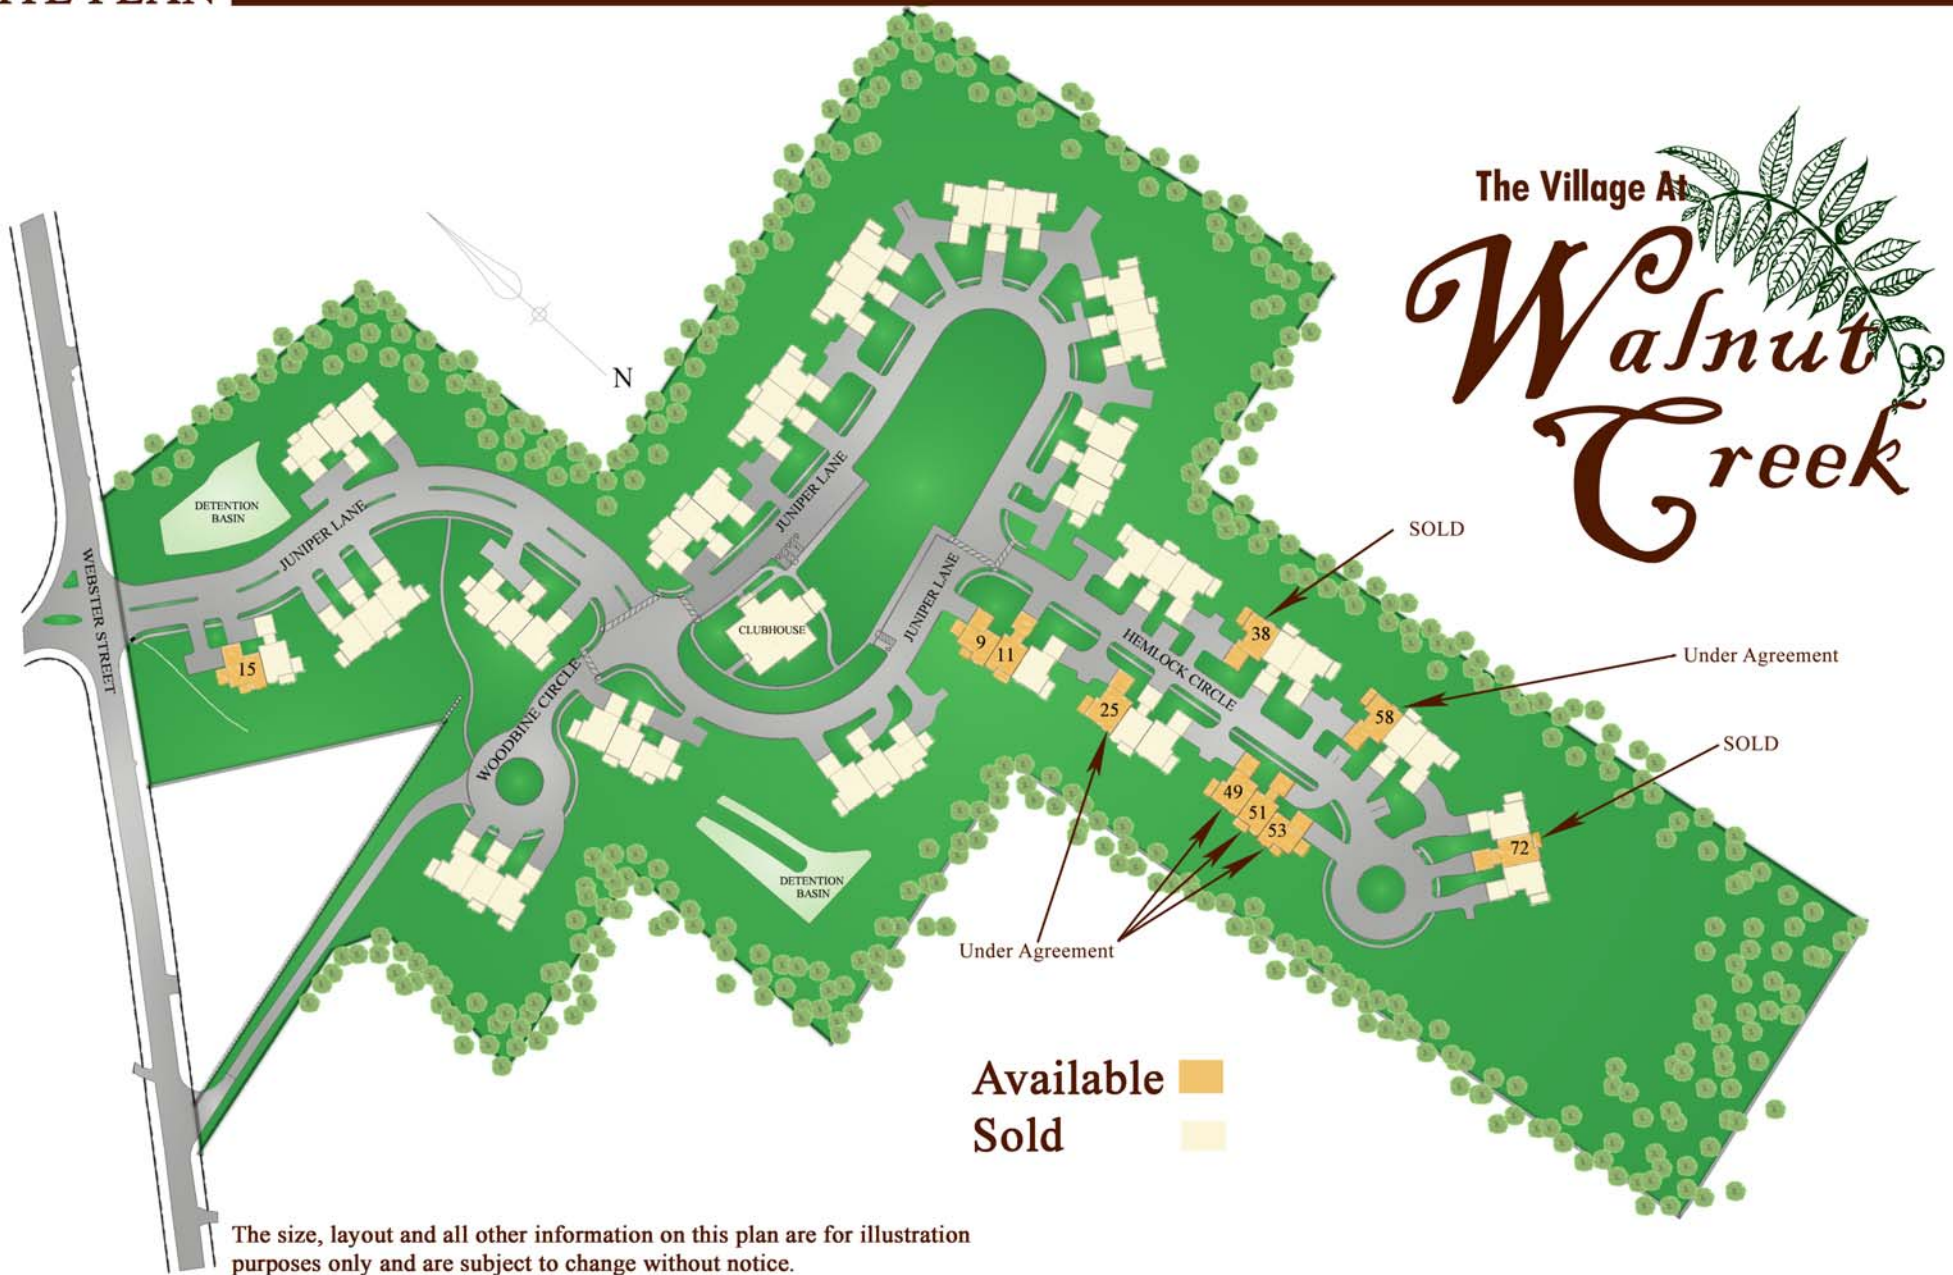 PLAN
The Village At
Walnut
Creek
N
DETENTION
BASIN
JUNIPER LANE
JUNIPER LANE
WEBSTER STREET
CLUBHOUSE
JUNIPER LANE
SOLD
38
9
11
HEMLOCK CIRCLE
Under Agreement
15
WOODBINE CIRCLE
25
58
SOLD
49
51
53
72
DETENTION
BASIN
Under Agreement
Available
Sold
The size, layout and all other information on this plan are for illustration
purposes only and are subject to change without notice.